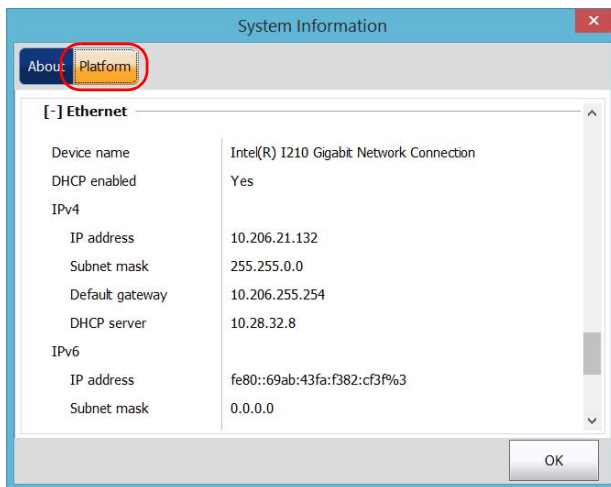 System Information
About Platform
[-] Ethernet
Device name Intel(R) I210 Gigabit Network Connection
DHCP enabled Yes
IPv4
IP address 10.206.21.132
Subnet mask 255.255.0.0
Default gateway 10.206.255.254
DHCP server 10.28.32.8
IPv6
IP address fe80::69ab:43fa:f382:cf3f%3
Subnet mask 0.0.0.0
OK